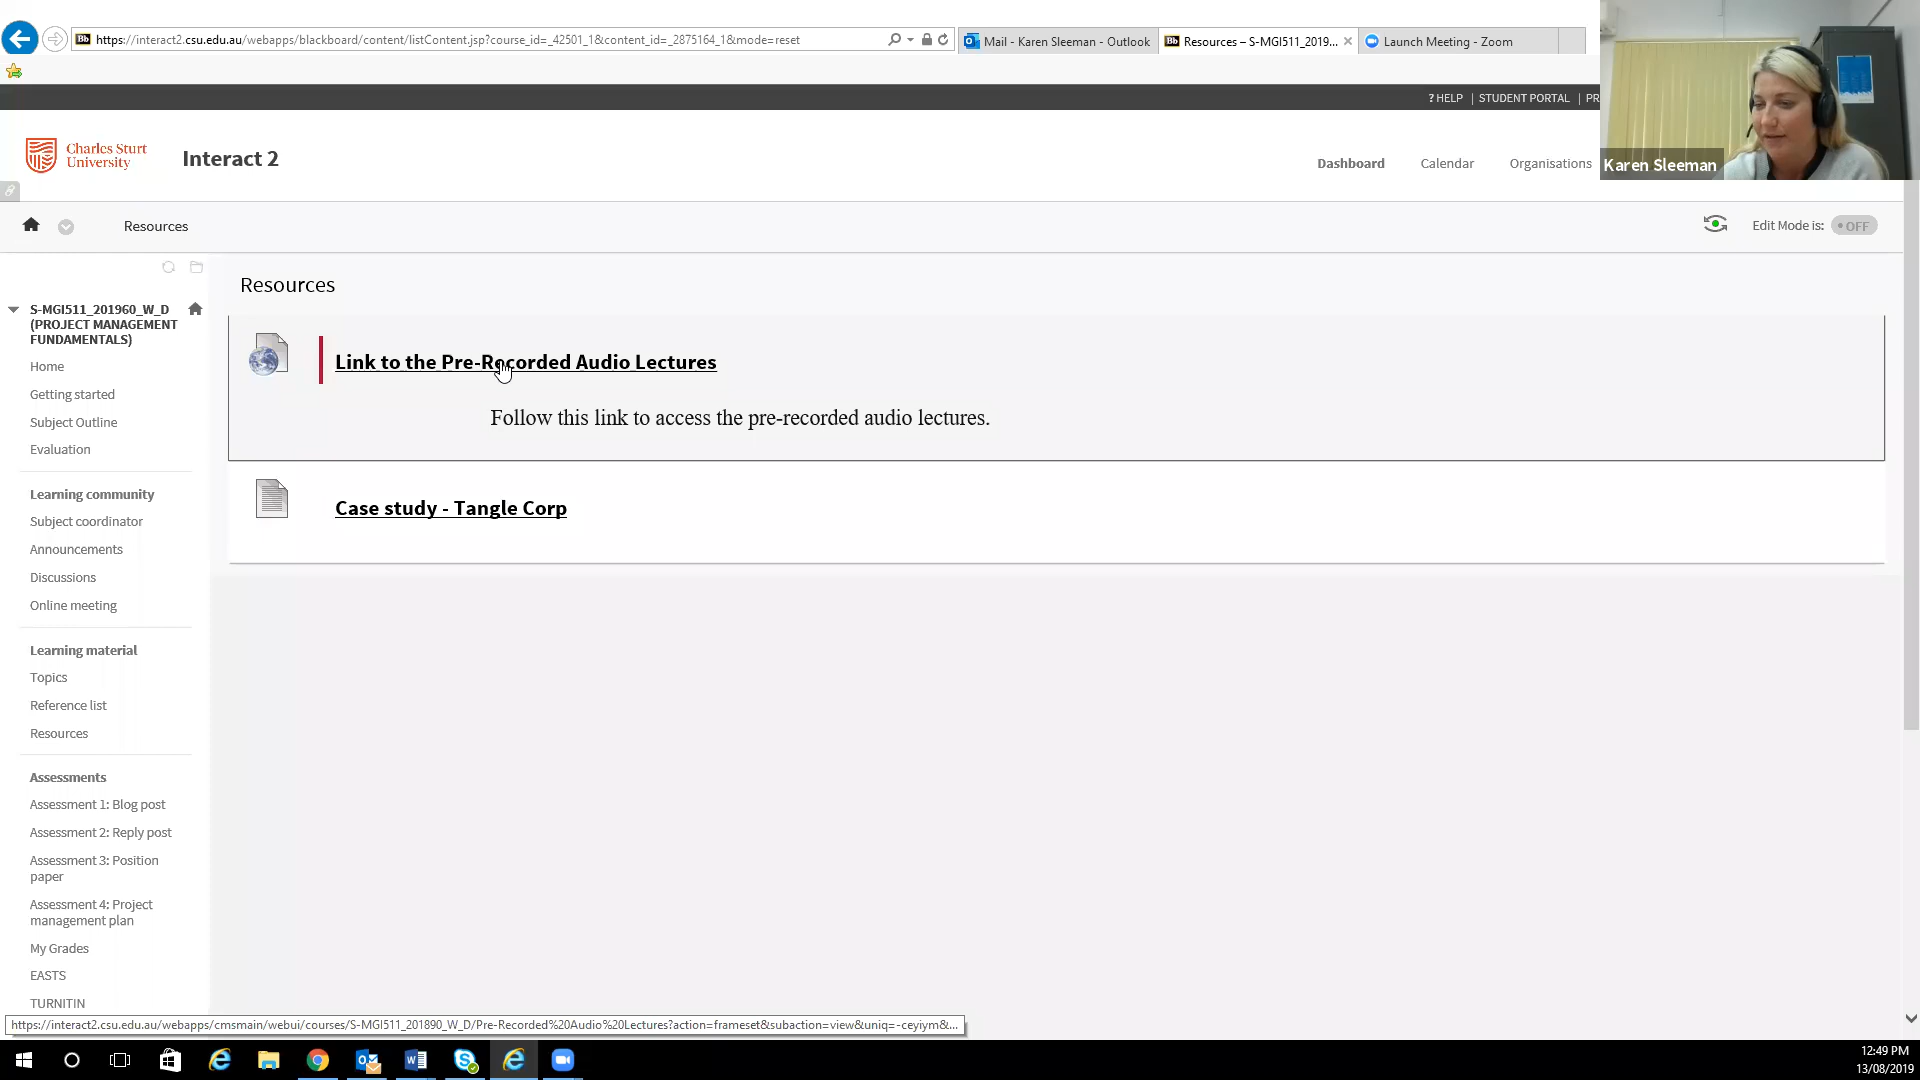 https://interact2.csu.edu.au/webapps/blackboard/content/listContent.jsp?course_id=_42501_1&content_id=_2875164_1&mode=reset
Mail - Karen Sleeman - Outlook
Resources – S-MGI511_2019...
Launch Meeting - Zoom
? HELP | STUDENT PORTAL | PR
Charles Sturt
University
Interact 2
Dashboard
Calendar
Organisations
Karen Sleeman
Resources
Edit Mode is:
OFF
S-MGI511_201960_W_D
(PROJECT MANAGEMENT
FUNDAMENTALS)
Home
Getting started
Subject Outline
Evaluation
Learning community
Subject coordinator
Announcements
Discussions
Online meeting
Learning material
Topics
Reference list
Resources
Assessments
Assessment 1: Blog post
Assessment 2: Reply post
Assessment 3: Position
paper
Assessment 4: Project
management plan
My Grades
EASTS
TURNITIN
Resources
Link to the Pre-Recorded Audio Lectures
Follow this link to access the pre-recorded audio lectures.
Case study - Tangle Corp
https://interact2.csu.edu.au/webapps/cmsmain/webui/courses/S-MGI511_201890_W_D/Pre-Recorded%20Audio%20Lectures?action=frameset&subaction=view&uniq=-ceyiym&...
12:49 PM
13/08/2019